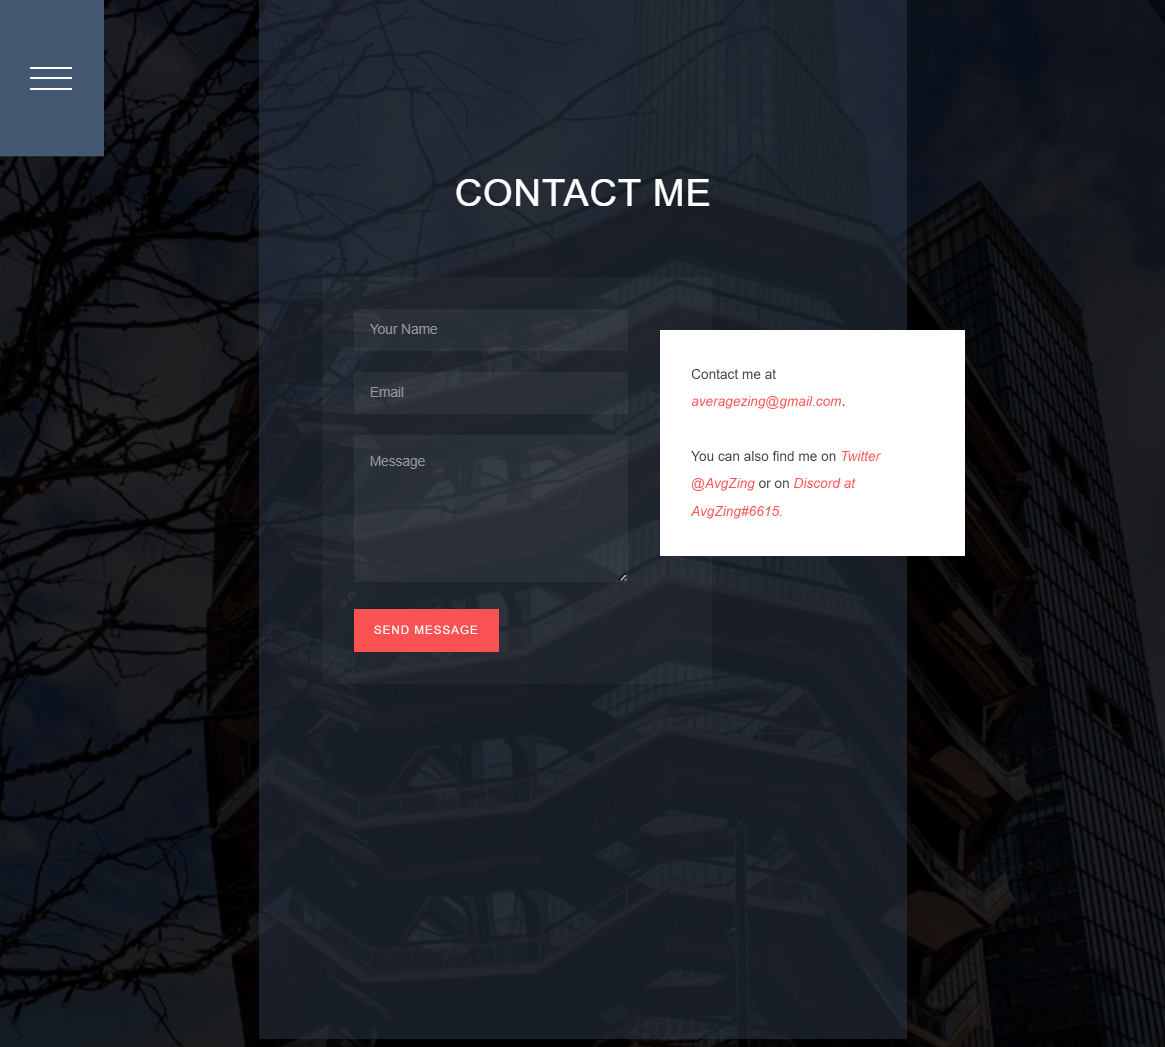 CONTACT ME
Your Name
Email
Message
SEND MESSAGE
Contact me at
averagezing@gmail.com.
You can also find me on Twitter
@AvgZing or on Discord at
AvgZing#6615.